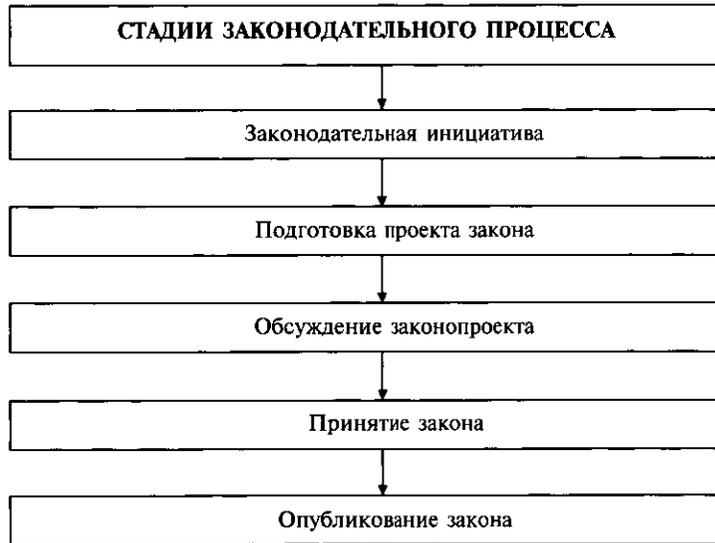 СТАДИИ ЗАКОНОДАТЕЛЬНОГО ПРОЦЕССА
Законодательная инициатива
Подготовка проекта закона
Обсуждение законопроекта
Принятие закона
Опубликование закона